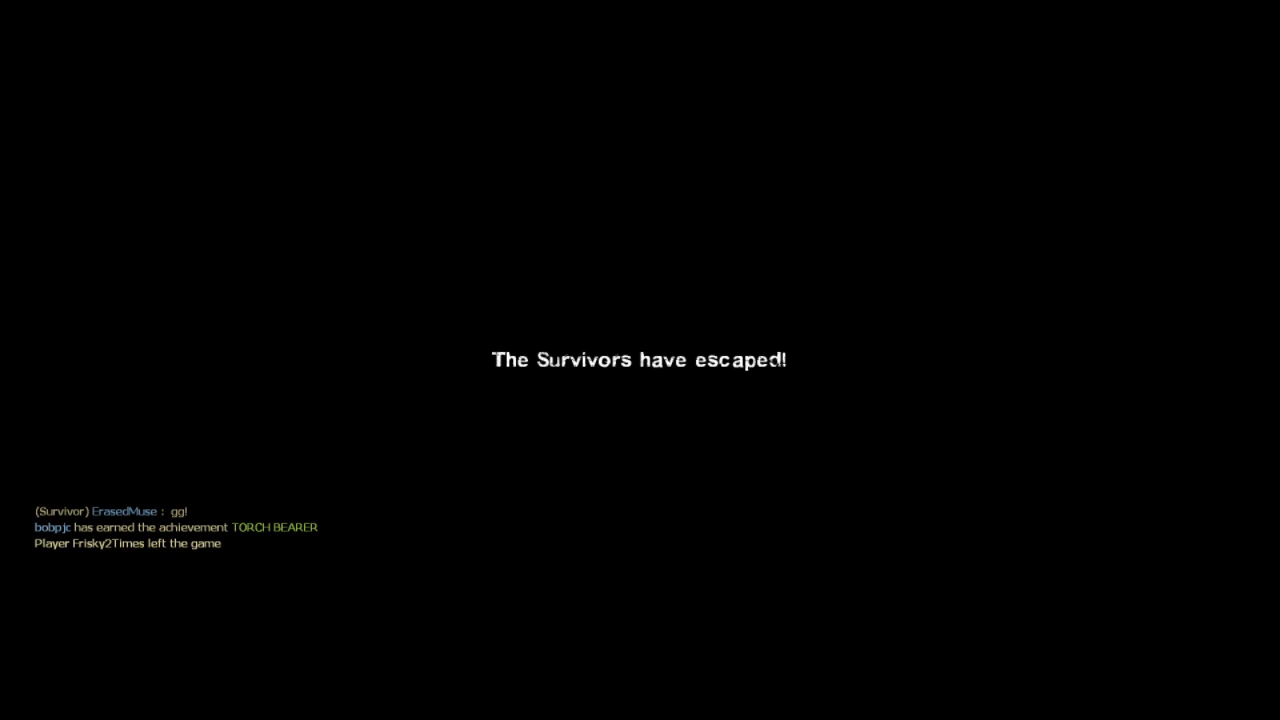 The Survivors have escaped!
(Survivor) ErasedMuse : gg!
bobpjc has earned the achievement TORCH BEARER
Player Frisky2Times left the game